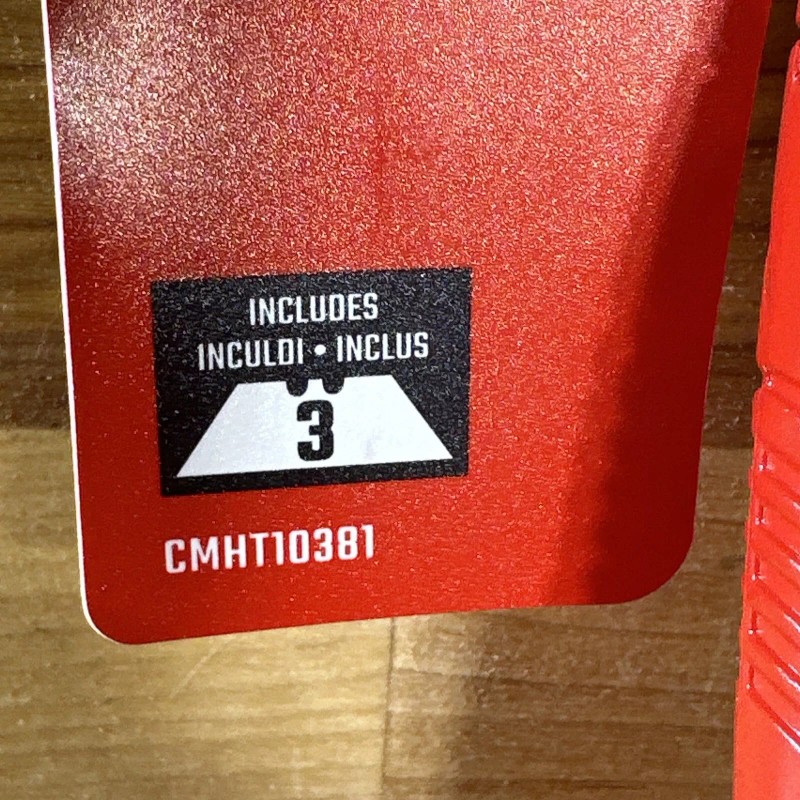 INCLUDES
INCULDI • INCLUS
3
CMHT10381